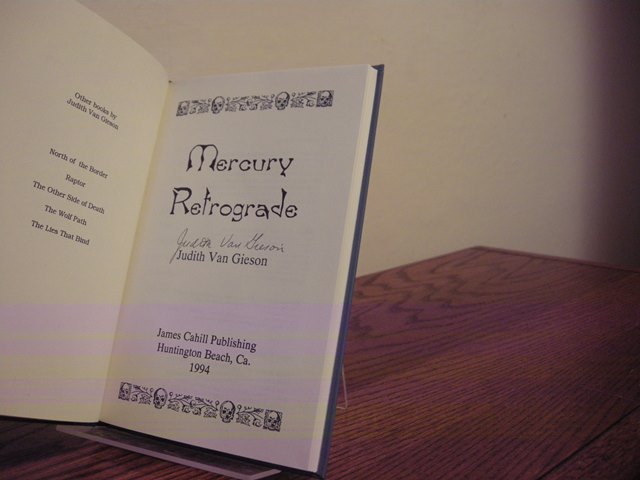 Other books by
Judith Van Gieson
North of the Border
Raptor
The Other Side of Death
The Wolf Path
The Lies That Bind
Mercury
Retrograde
Judith Van Gieson
Judith Van Gieson
James Cahill Publishing
Huntington Beach, Ca.
1994